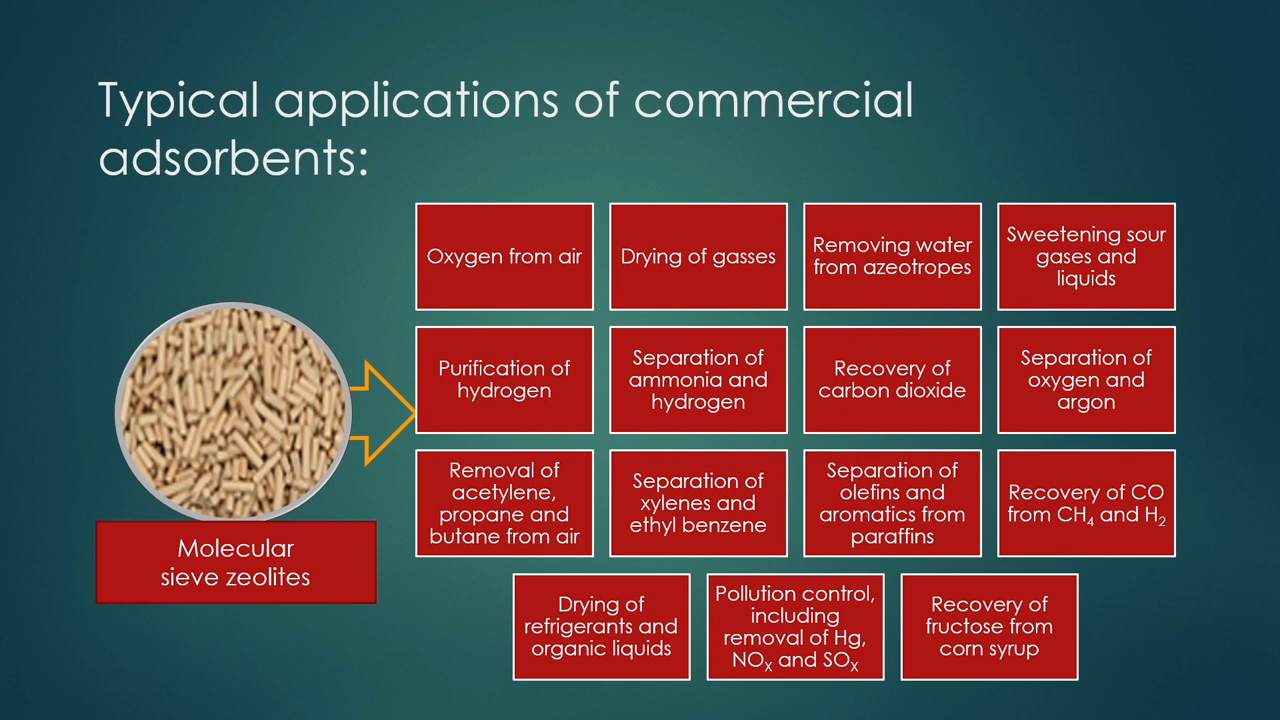 Typical applications of commercial
adsorbents:
Oxygen from air
Drying of gasses
Removing water
from azeotropes
Sweetening sour
gases and
liquids
Purification of
hydrogen
Separation of
ammonia and
hydrogen
Recovery of
carbon dioxide
Separation of
oxygen and
argon
Removal of
acetylene,
propane and
butane from air
Separation of
xylenes and
ethyl benzene
Separation of
olefins and
aromatics from
paraffins
Recovery of CO
from CH₄ and H₂
Molecular
sieve zeolites
Drying of
refrigerants and
organic liquids
Pollution control,
including
removal of Hg,
NOₓ and SOₓ
Recovery of
fructose from
corn syrup